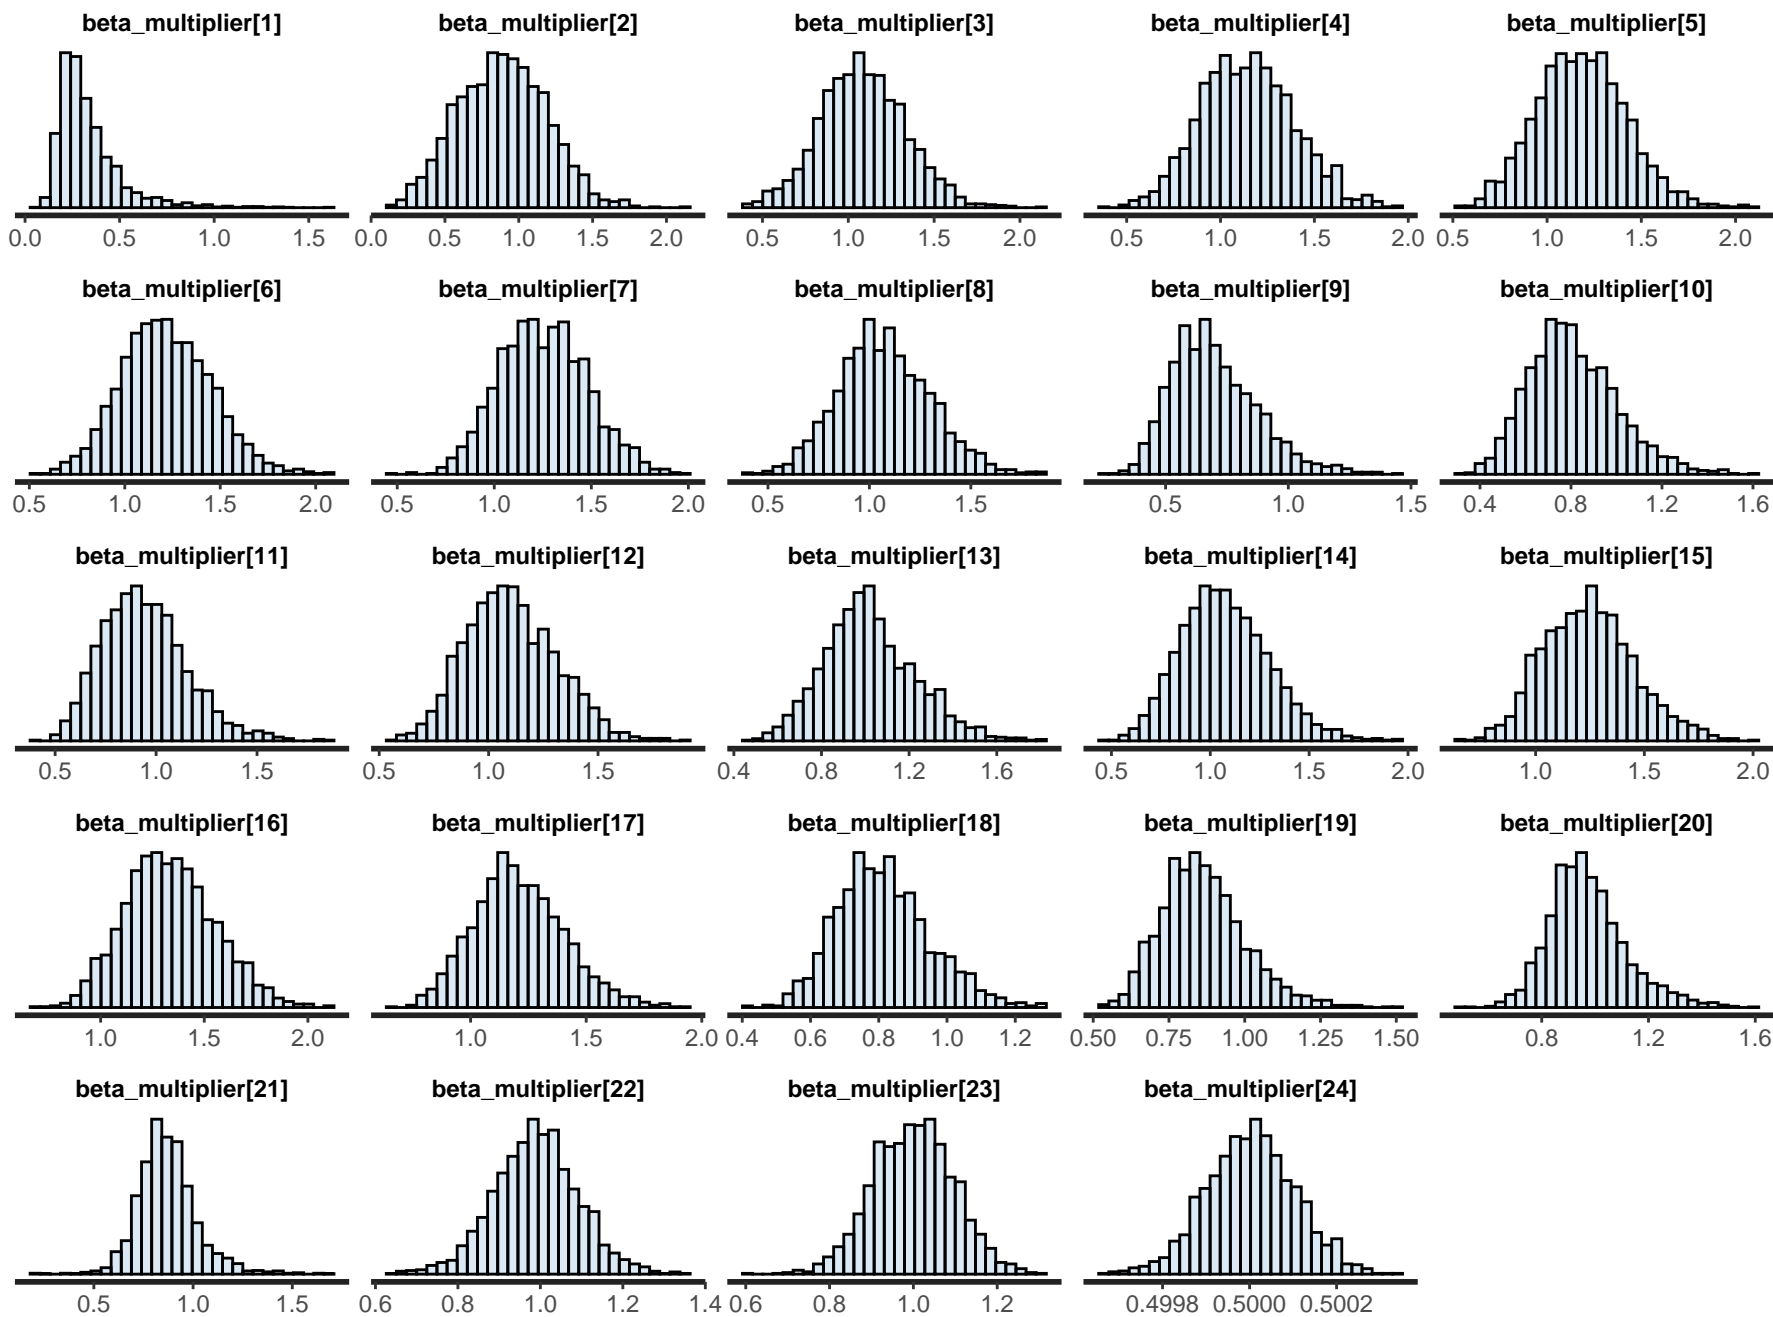 beta_multiplier[1] beta_multiplier[2] beta_multiplier[3] beta_multiplier[4] beta_multiplier[5]
0.0 0.5 1.0 1.5 0.0 0.5 1.0 1.5 2.0 0.5 1.0 1.5 2.0 0.5 1.0 1.5 2.0 0.5 1.0 1.5 2.0
beta_multiplier[6] beta_multiplier[7] beta_multiplier[8] beta_multiplier[9] beta_multiplier[10]
0.5 1.0 1.5 2.0 0.5 1.0 1.5 2.0 0.5 1.0 1.5 0.5 1.0 1.5 0.4 0.8 1.2 1.6
beta_multiplier[11] beta_multiplier[12] beta_multiplier[13] beta_multiplier[14] beta_multiplier[15]
0.5 1.0 1.5 0.5 1.0 1.5 0.4 0.8 1.2 1.6 0.5 1.0 1.5 2.0 1.0 1.5 2.0
beta_multiplier[16] beta_multiplier[17] beta_multiplier[18] beta_multiplier[19] beta_multiplier[20]
1.0 1.5 2.0 1.0 1.5 2.0 0.4 0.6 0.8 1.0 1.2 0.50 0.75 1.00 1.25 1.50 0.8 1.2 1.6
beta_multiplier[21] beta_multiplier[22] beta_multiplier[23] beta_multiplier[24]
0.5 1.0 1.5 0.6 0.8 1.0 1.2 1.4 0.6 0.8 1.0 1.2 0.4998 0.5000 0.5002